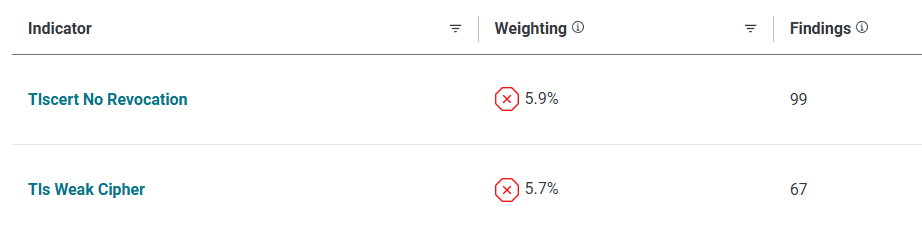 Indicator Weighting Findings
Tlscert No Revocation 5.9% 99
Tls Weak Cipher 5.7% 67